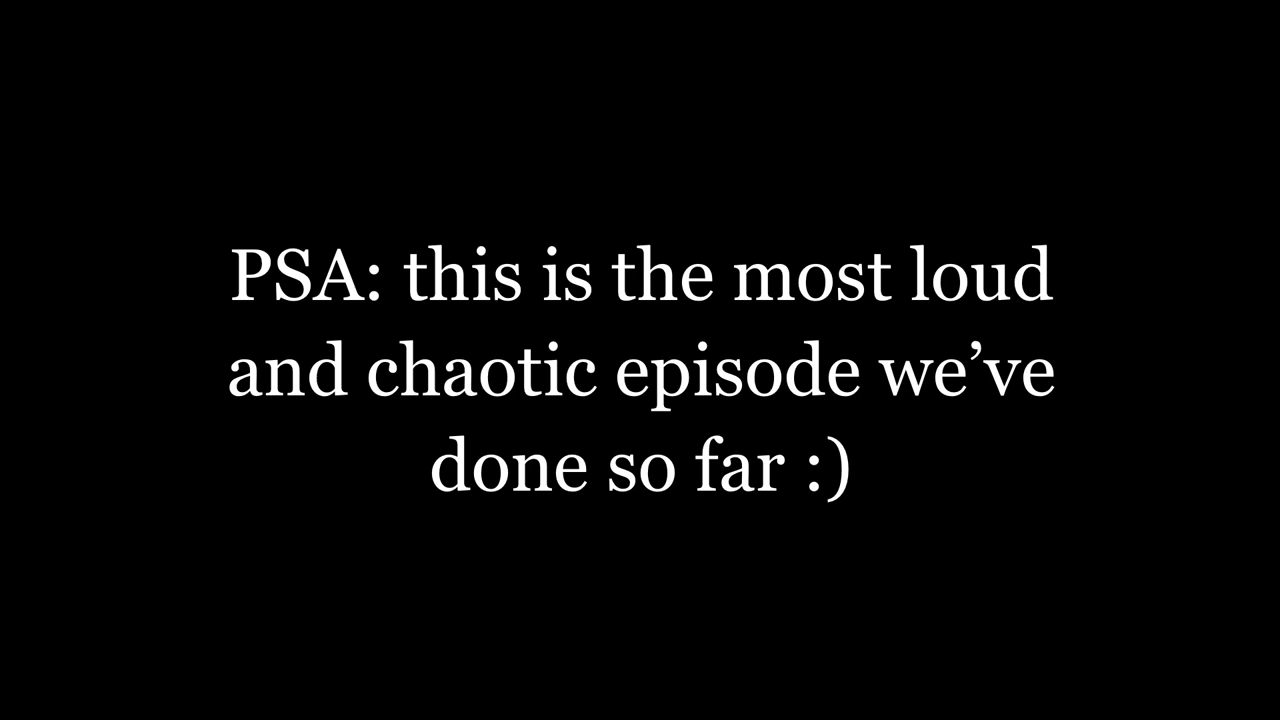 PSA: this is the most loud
and chaotic episode we’ve
done so far :)